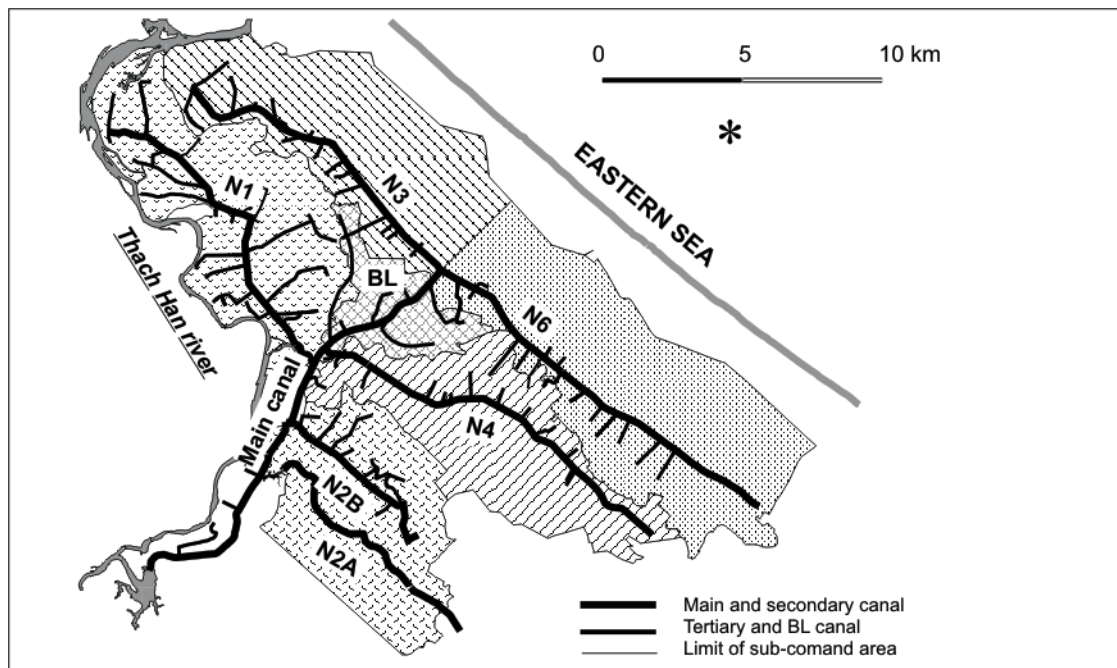 0 5 10 km
*
EASTERN SEA
N3
N1
Thach Han river
BL
N6
Main canal
N4
N2B
N2A
Main and secondary canal
Tertiary and BL canal
Limit of sub-comand area